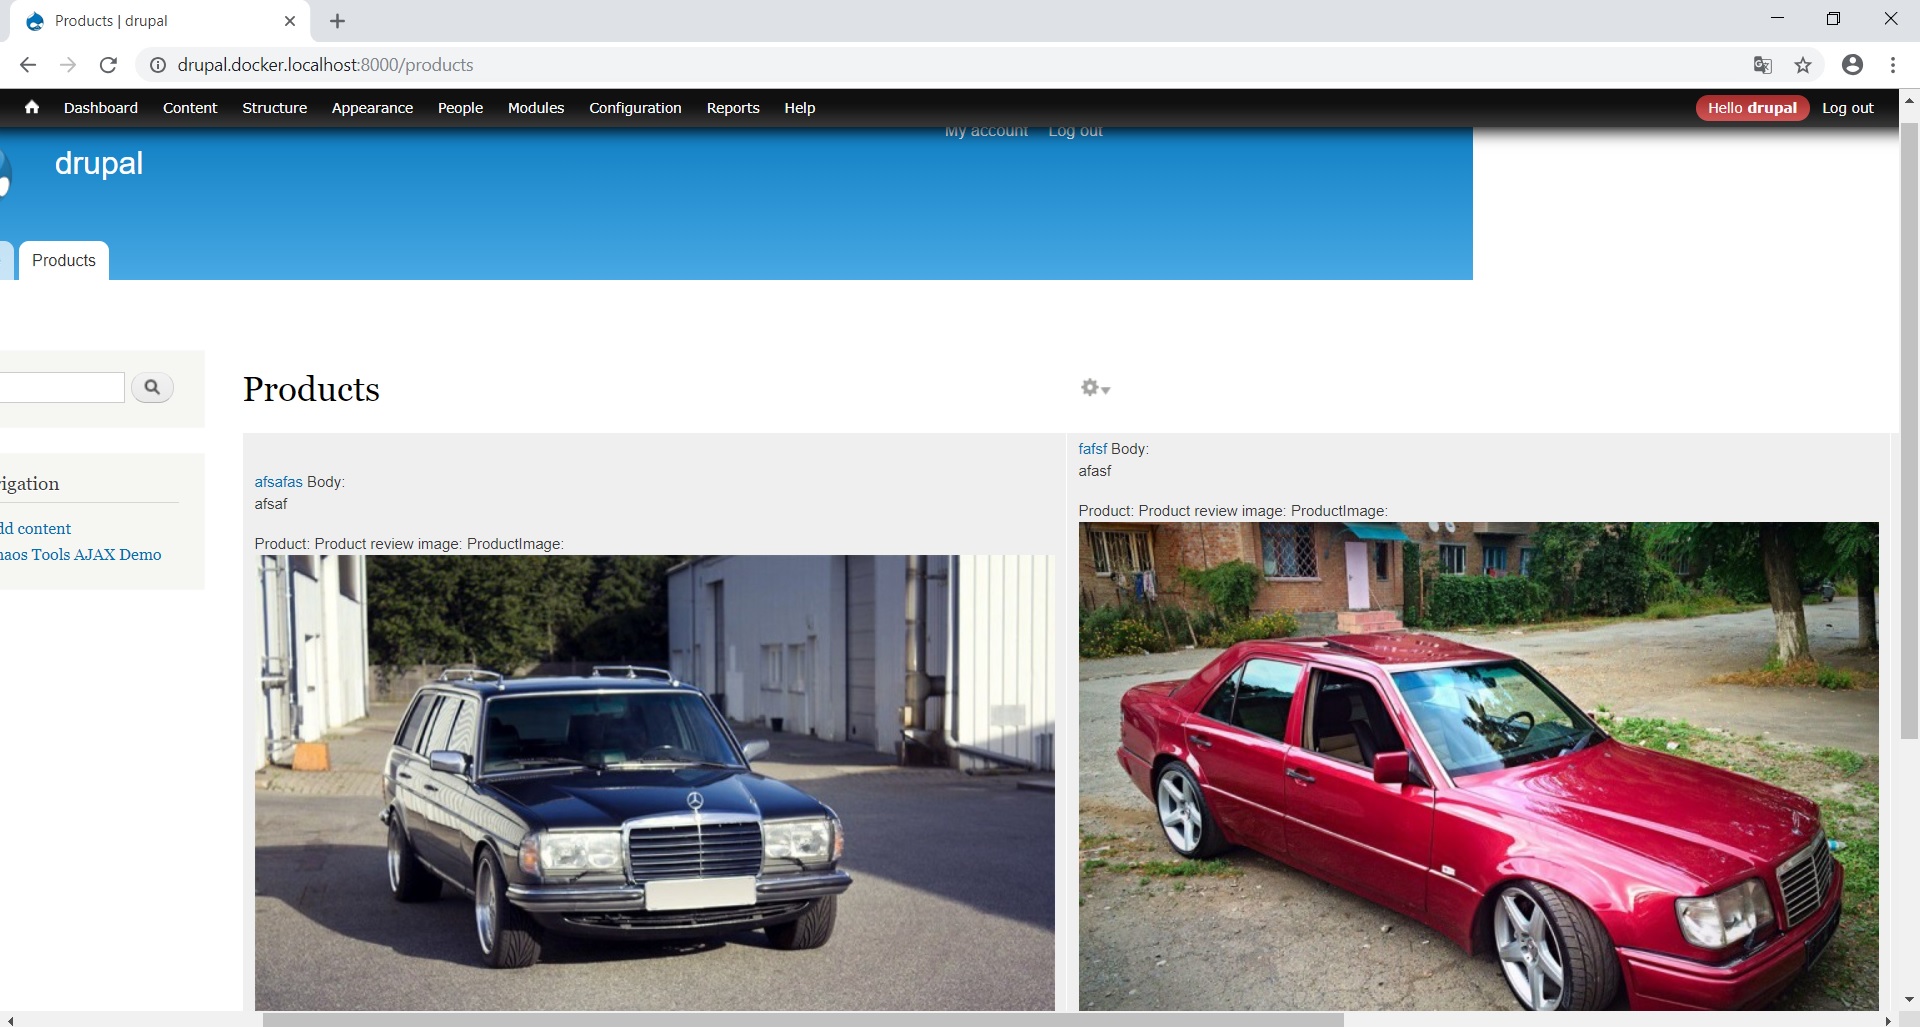 Products | drupal
drupal.docker.localhost:8000/products
Dashboard Content Structure Appearance People Modules Configuration Reports Help Hello drupal Log out
My account Log out
drupal
Products
Products
igation
dd content
haos Tools AJAX Demo
afsafas Body:
afsaf
Product: Product review image: ProductImage:
fafsf Body:
afasf
Product: Product review image: ProductImage: